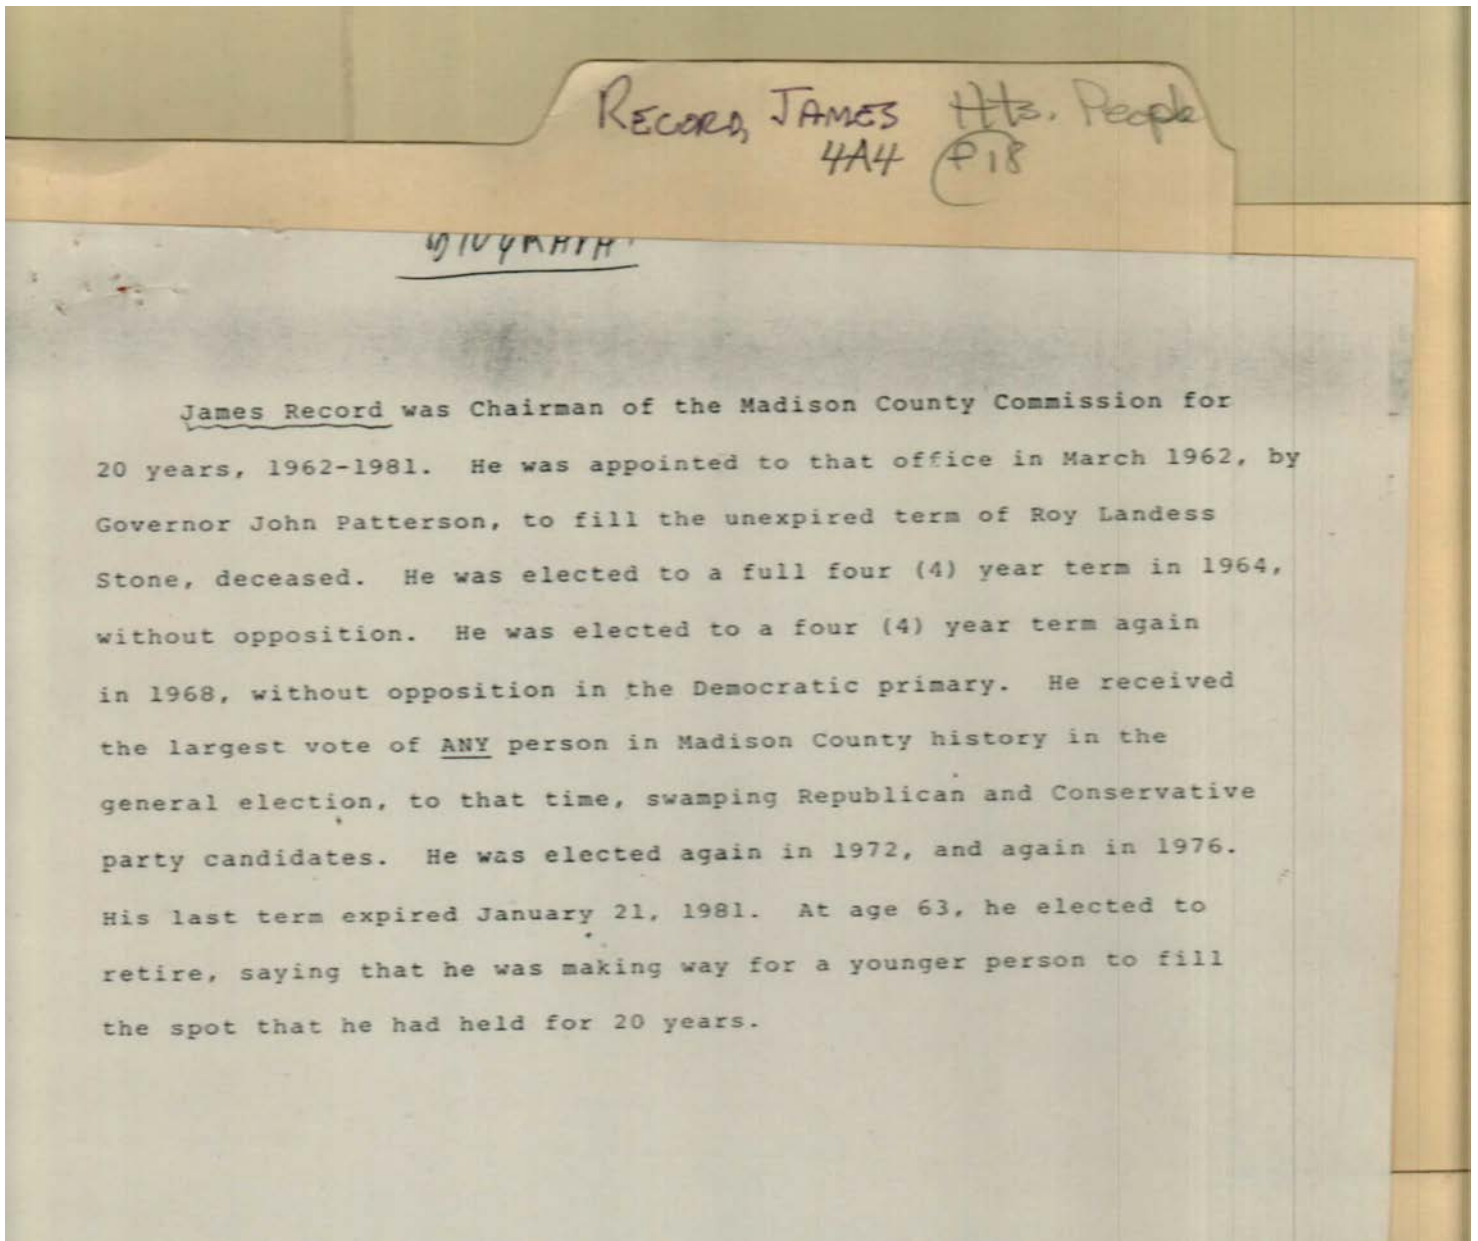 RECORD, JAMES Hts. People
4A4 P18
James Record was Chairman of the Madison County Commission for
20 years, 1962-1981. He was appointed to that office in March 1962, by
Governor John Patterson, to fill the unexpired term of Roy Landess
Stone, deceased. He was elected to a full four (4) year term in 1964,
without opposition. He was elected to a four (4) year term again
in 1968, without opposition in the Democratic primary. He received
the largest vote of ANY person in Madison County history in the
general election, to that time, swamping Republican and Conservative
party candidates. He was elected again in 1972, and again in 1976.
His last term expired January 21, 1981. At age 63, he elected to
retire, saying that he was making way for a younger person to fill
the spot that he had held for 20 years.